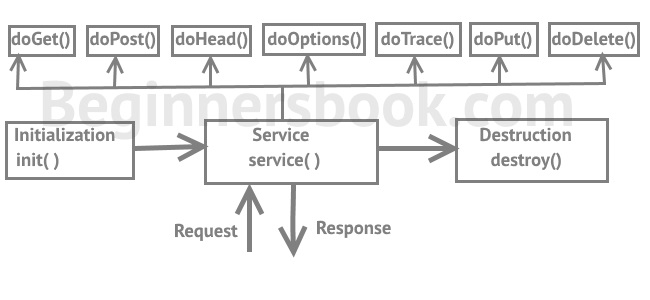 doGet() doPost() doHead() doOptions() doTrace() doPut() doDelete()
Beginnersbook.com
Initialization
init( )
Service
service( )
Destruction
destroy()
Request
Response